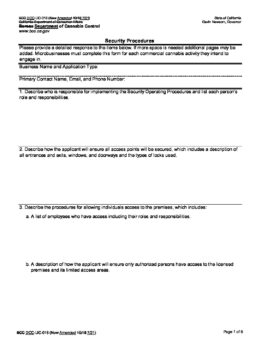 BCC DCC-LIC-018 (New Amended 10/18 7/21)
State of California
California Department of Consumer Affairs
Gavin Newsom, Governor
Bureau Department of Cannabis Control
www.bcc.ca.gov
Security Procedures
Please provide a detailed response to the items below. If more space is needed additional pages may be
added. Microbusinesses must complete this form for each commercial cannabis activity they intend to
engage in.
Business Name and Application Type:
Primary Contact Name, Email, and Phone Number:
1. Describe who is responsible for implementing the Security Operating Procedures and list each person's
role and responsibilities.
2. Describe how the applicant will ensure all access points will be secured, which includes a description of
all entrances and exits, windows, and doorways and the types of locks used.
3. Describe the procedures for allowing individuals access to the premises, which includes:
a. A list of employees who have access including their roles and responsibilities.
b. A description of how the applicant will ensure only authorized persons have access to the licensed
premises and its limited access areas.
BCC DCC-LIC-018 (New Amended 10/18 7/21)
Page 1 of 8